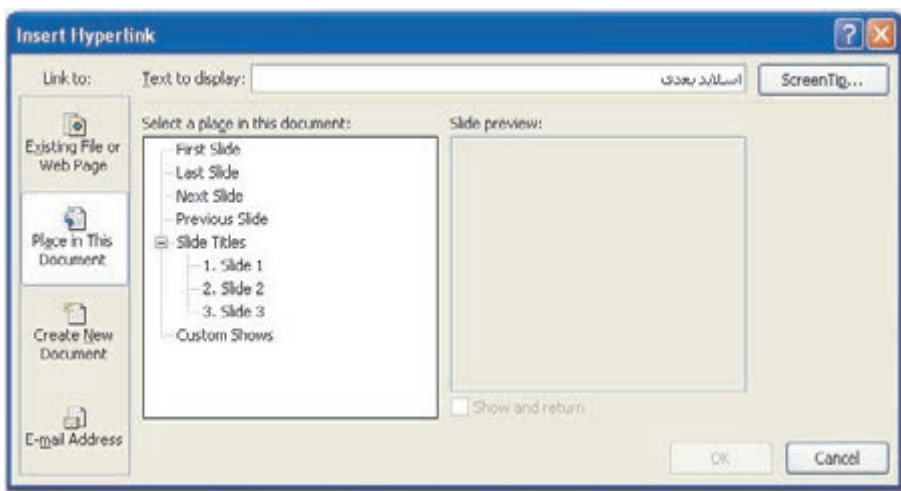 Insert Hyperlink
Link to:
Text to display: اسلاید بعدی
ScreenTip...
Existing File or
Web Page
Place in This
Document
Create New
Document
E-mail Address
Select a place in this document:
First Slide
Last Slide
Next Slide
Previous Slide
Slide Titles
1. Slide 1
2. Slide 2
3. Slide 3
Custom Shows
Slide preview:
Show and return
OK
Cancel